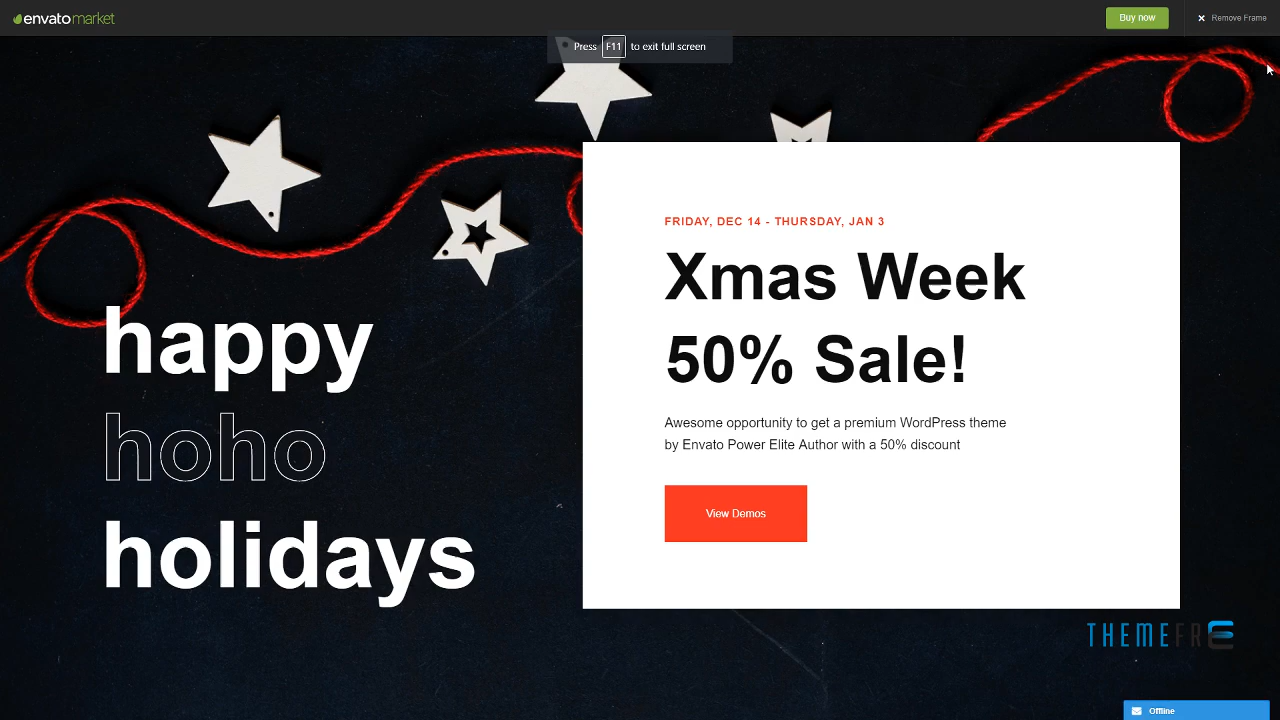 envatomarket
Buy now
Remove Frame
Press F11 to exit full screen
FRIDAY, DEC 14 - THURSDAY, JAN 3
Xmas Week
50% Sale!
Awesome opportunity to get a premium WordPress theme
by Envato Power Elite Author with a 50% discount
View Demos
happy
hoho
holidays
THEMEFRE
Offline